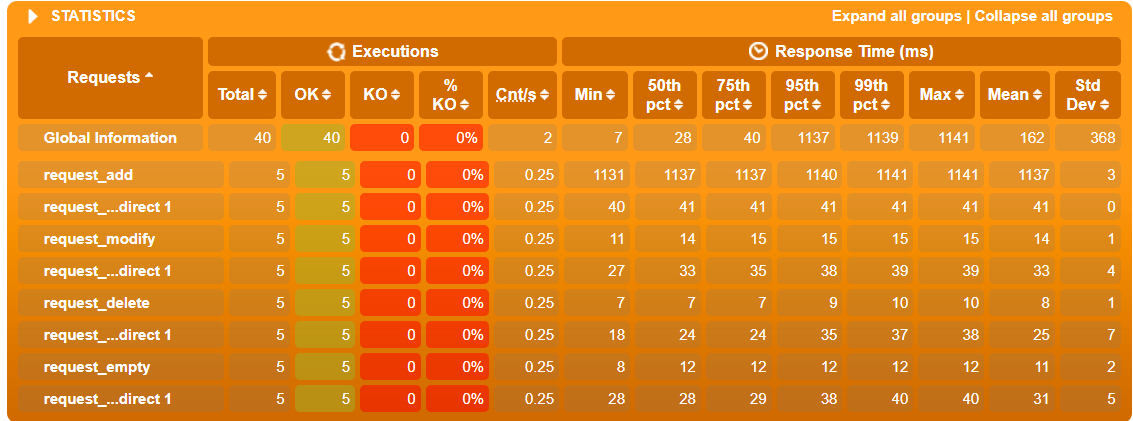 STATISTICS Expand all groups | Collapse all groups
Requests Executions Response Time (ms)
Total OK KO % KO Cnt/s Min 50th pct 75th pct 95th pct 99th pct Max Mean Std Dev
Global Information 40 40 0 0% 2 7 28 40 1137 1139 1141 162 368
request_add 5 5 0 0% 0.25 1131 1137 1137 1140 1141 1141 1137 3
request_...direct 1 5 5 0 0% 0.25 40 41 41 41 41 41 41 0
request_modify 5 5 0 0% 0.25 11 14 15 15 15 15 14 1
request_...direct 1 5 5 0 0% 0.25 27 33 35 38 39 39 33 4
request_delete 5 5 0 0% 0.25 7 7 7 9 10 10 8 1
request_...direct 1 5 5 0 0% 0.25 18 24 24 35 37 38 25 7
request_empty 5 5 0 0% 0.25 8 12 12 12 12 12 11 2
request_...direct 1 5 5 0 0% 0.25 28 28 29 38 40 40 31 5